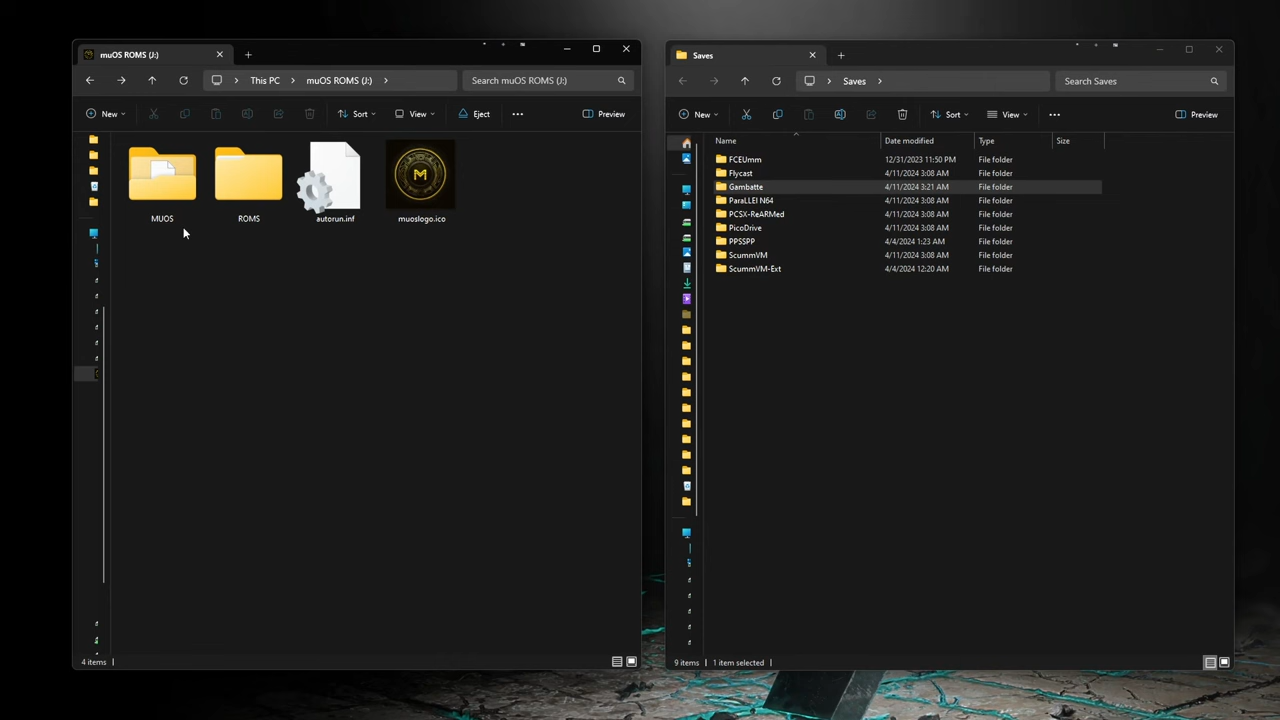 muOS ROMS (J:)
This PC > muOS ROMS (J:) >
Search muOS ROMS (J:)
New
Sort
View
Eject
Preview
MUOS
ROMS
autorun.inf
muoslogo.ico
4 items
Saves
Saves >
Search Saves
New
Sort
View
Preview
Name Date modified Type Size
FCEUmm 12/31/2023 11:50 PM File folder
Flycast 4/11/2024 3:08 AM File folder
Gambatte 4/11/2024 3:21 AM File folder
ParaLLEl N64 4/11/2024 3:08 AM File folder
PCSX-ReARMed 4/11/2024 3:08 AM File folder
PicoDrive 4/11/2024 3:08 AM File folder
PPSSPP 4/4/2024 1:23 AM File folder
ScummVM 4/11/2024 3:08 AM File folder
ScummVM-Ext 4/4/2024 12:20 AM File folder
9 items 1 item selected